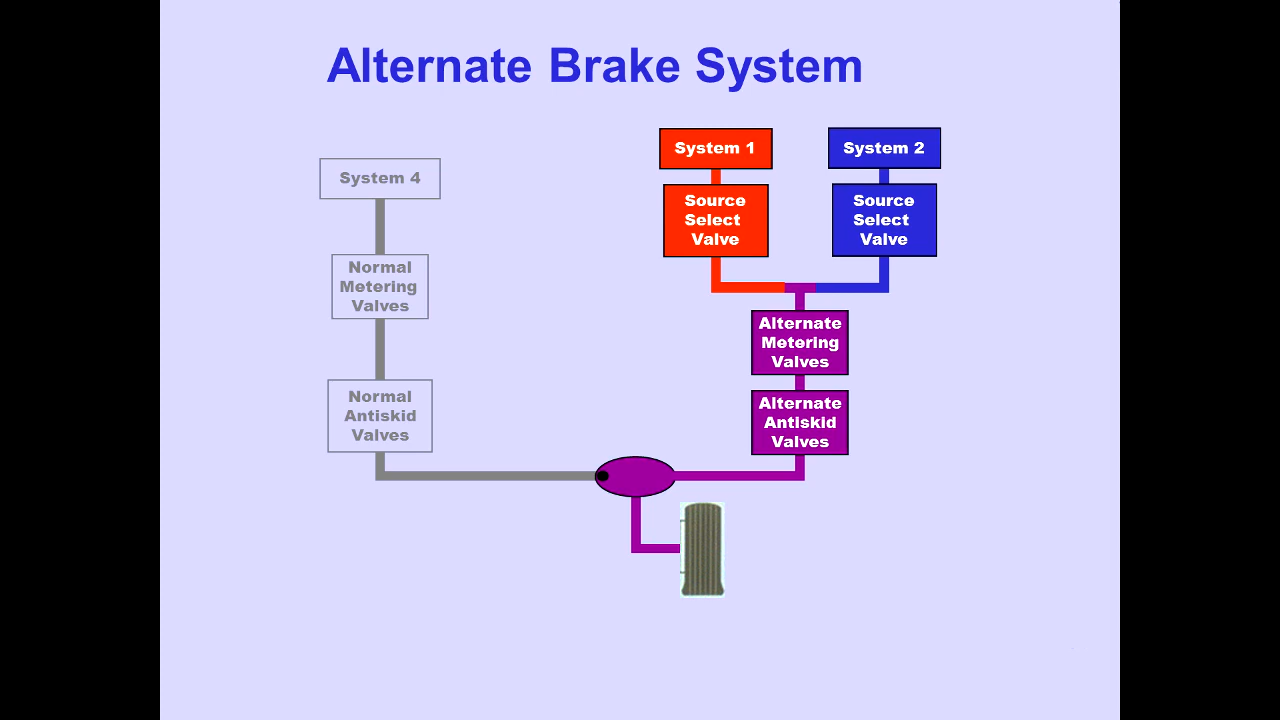 Alternate Brake System
System 4
Normal
Metering
Valves
Normal
Antiskid
Valves
System 1
Source
Select
Valve
System 2
Source
Select
Valve
Alternate
Metering
Valves
Alternate
Antiskid
Valves